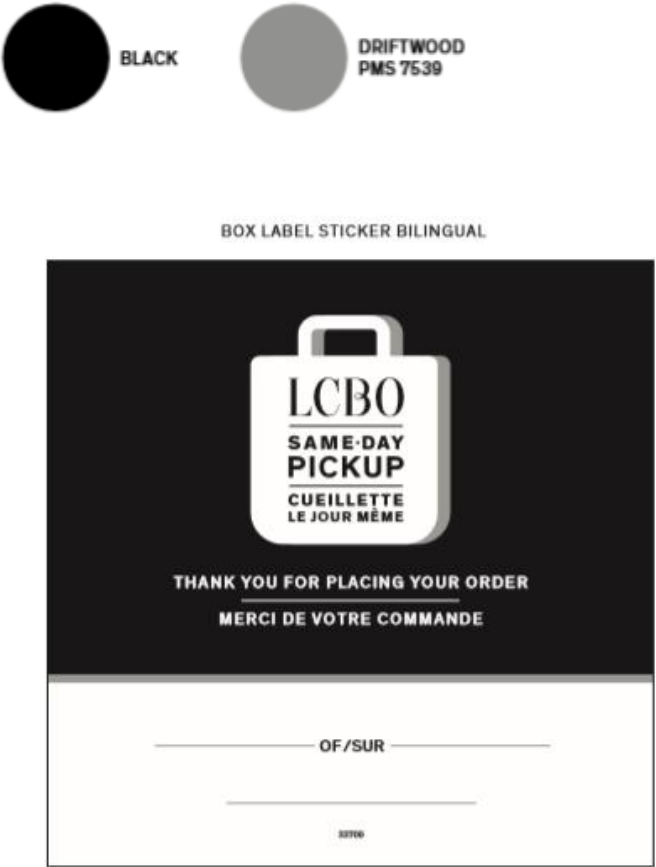 BLACK
DRIFTWOOD
PMS 7539
BOX LABEL STICKER BILINGUAL
LCBO
SAME·DAY
PICKUP
CUEILLETTE
LE JOUR MÊME
THANK YOU FOR PLACING YOUR ORDER
MERCI DE VOTRE COMMANDE
OF/SUR